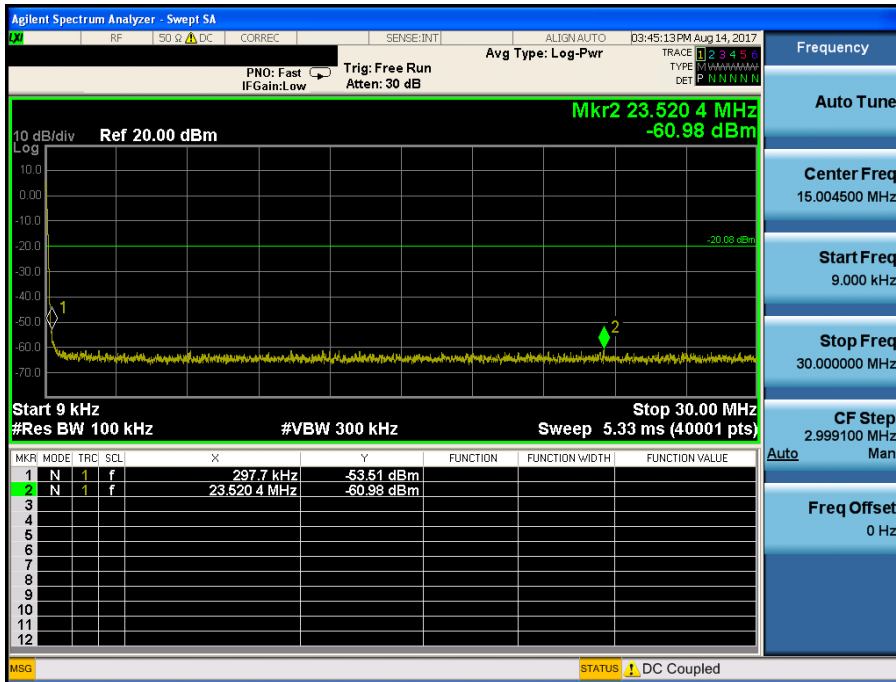 Agilent Spectrum Analyzer - Swept SA
LXI RF 50 Ω DC CORREC SENSE:INT ALIGN AUTO 03:45:13 PM Aug 14, 2017
Frequency
PNO: Fast Trig: Free Run Avg Type: Log-Pwr TRACE 1 2 3 4 5 6
IFGain:Low Atten: 30 dB TYPE M WWWWW
DET P N N N N N
Auto Tune
Mkr2 23.520 4 MHz
10 dB/div Ref 20.00 dBm -60.98 dBm
Log
10.0
0.00
-10.0
-20.0
-20.08 dBm
-30.0
-40.0
-50.0
-60.0
-70.0
1
2
Start 9 kHz Stop 30.00 MHz
#Res BW 100 kHz #VBW 300 kHz Sweep 5.33 ms (40001 pts)
Center Freq
15.004500 MHz
Start Freq
9.000 kHz
Stop Freq
30.000000 MHz
CF Step
2.999100 MHz
Auto Man
Freq Offset
0 Hz
MKR MODE TRC SCL X Y FUNCTION FUNCTION WIDTH FUNCTION VALUE
1 N 1 f 297.7 kHz -53.51 dBm
2 N 1 f 23.520 4 MHz -60.98 dBm
3
4
5
6
7
8
9
10
11
12
MSG STATUS DC Coupled